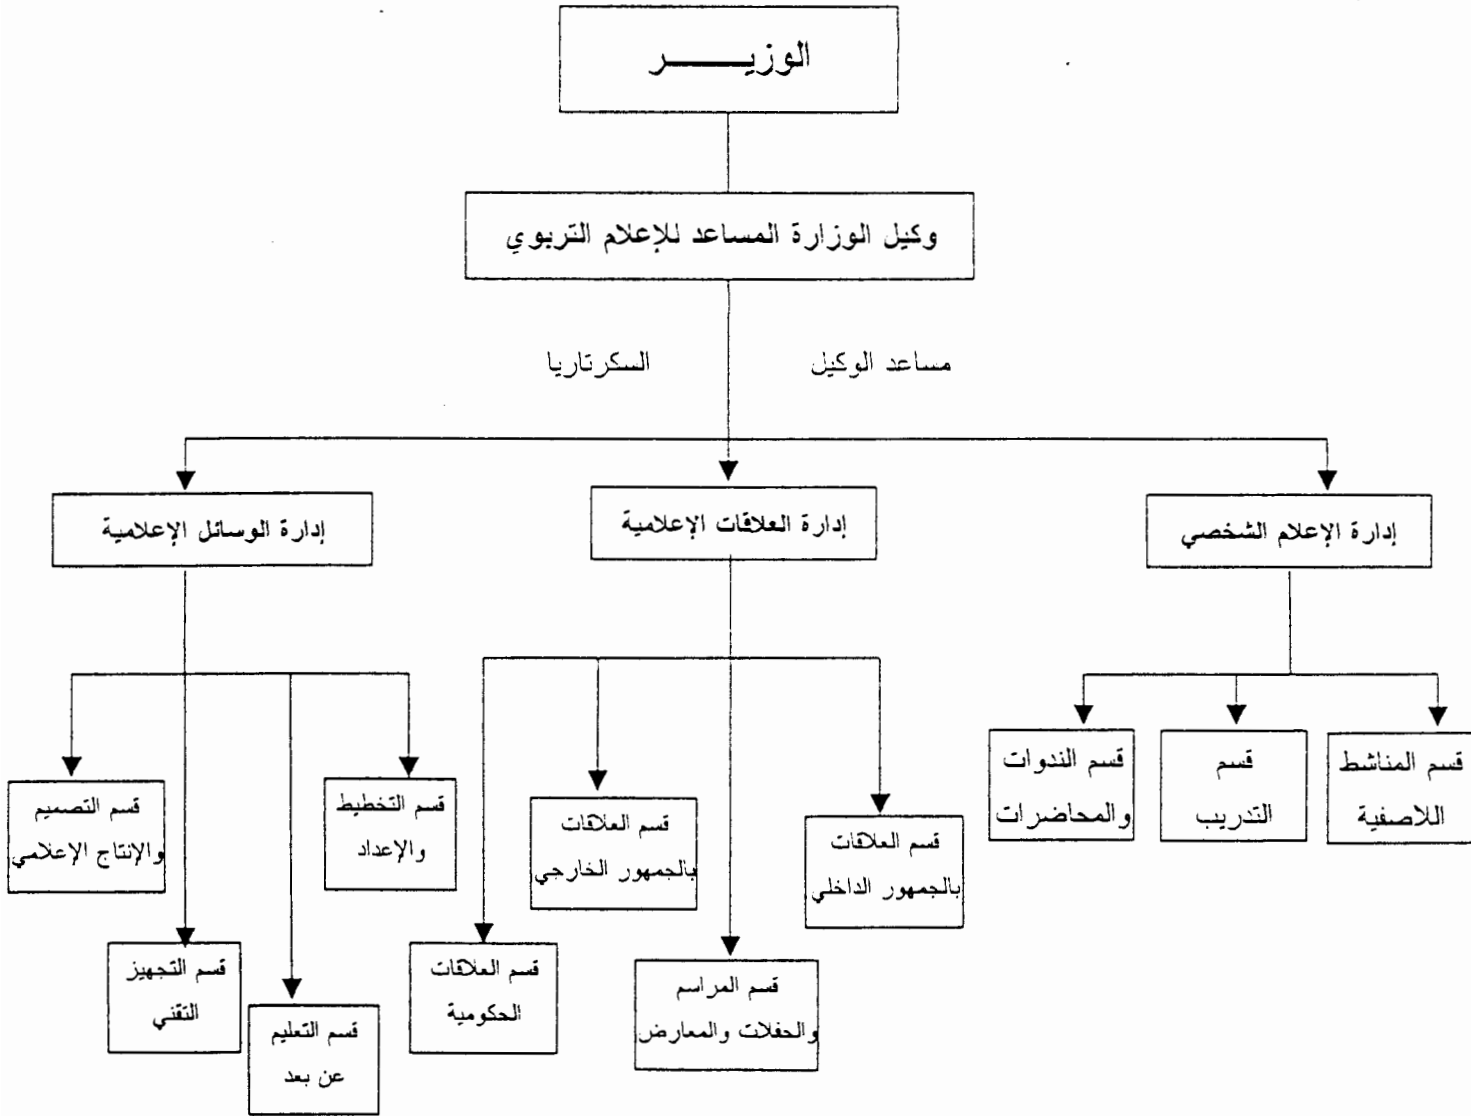 الوزيـــــــر
وكيل الوزارة المساعد للإعلام التربوي
مساعد الوكيل
السكرتاريا
إدارة الإعلام الشخصي
إدارة العلاقات الإعلامية
إدارة الوسائل الإعلامية
قسم المناشط
اللاصفية
قسم
التدريب
قسم الندوات
والمحاضرات
قسم العلاقات
بالجمهور الداخلي
قسم المراسم
والحفلات والمعارض
قسم العلاقات
بالجمهور الخارجي
قسم العلاقات
الحكومية
قسم التخطيط
والإعداد
قسم التعليم
عن بعد
قسم التجهيز
التقني
قسم التصميم
والإنتاج الإعلامي